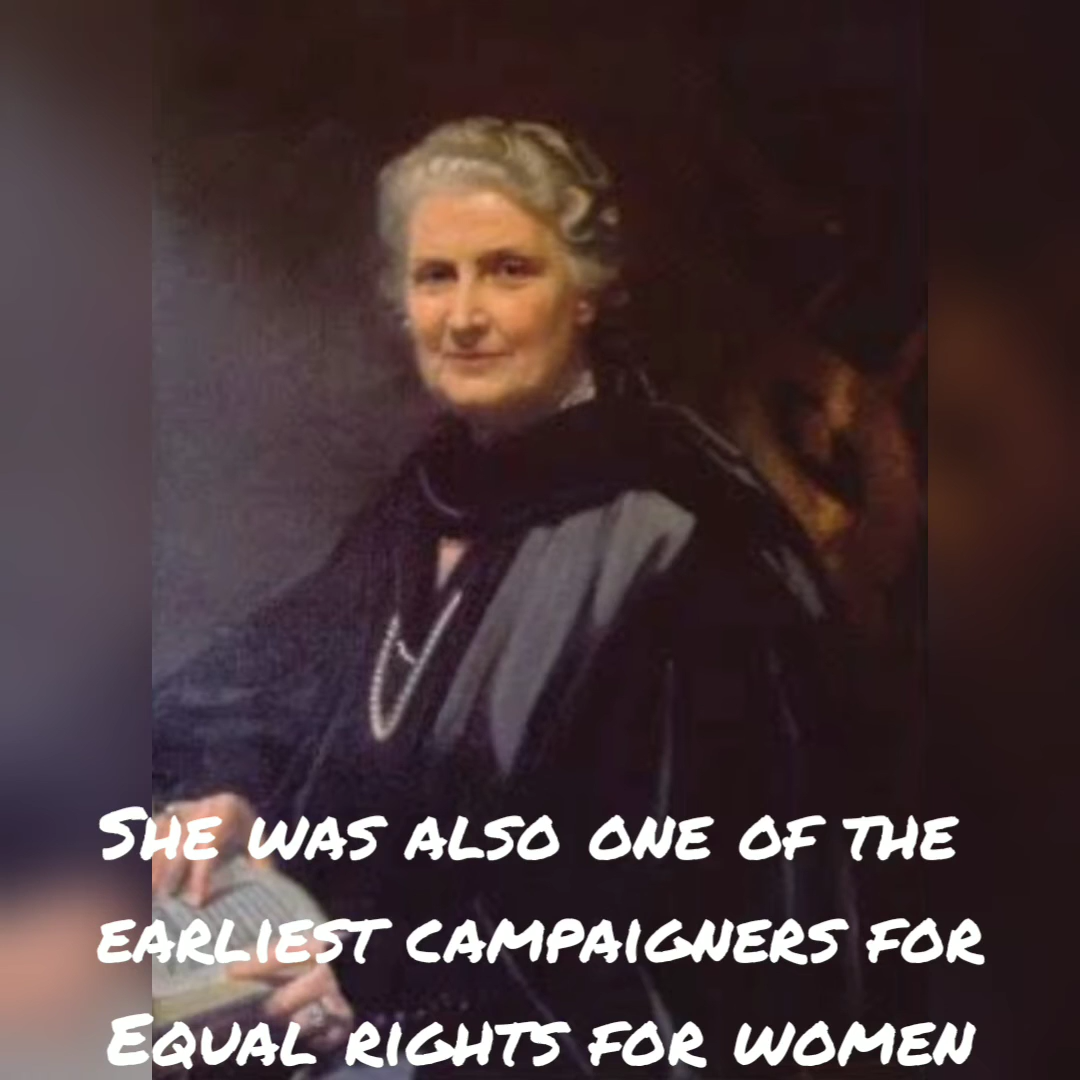 She was also one of the
earliest campaigners for
Equal rights for women